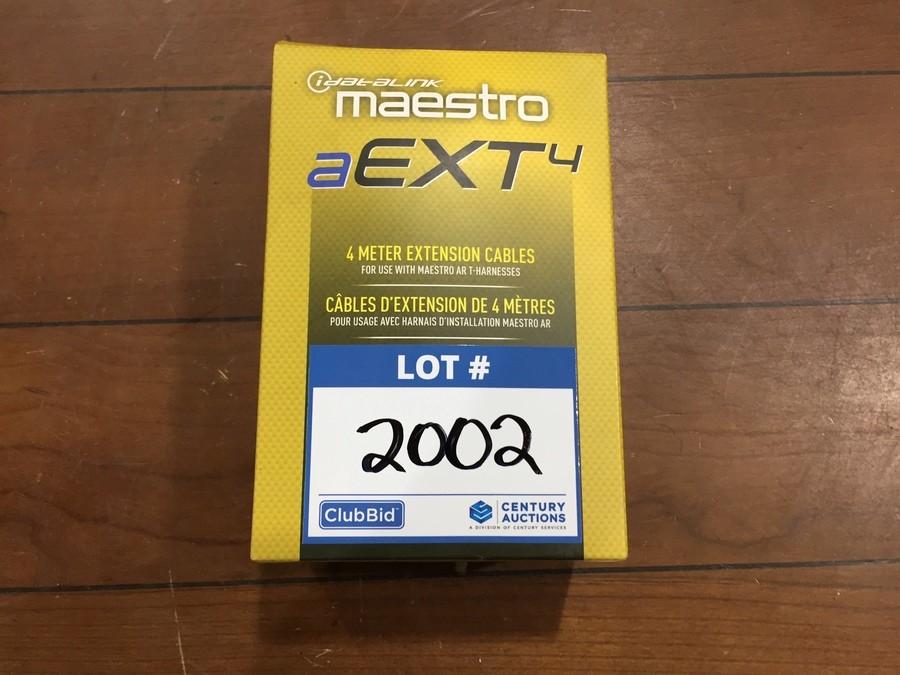 idatalink
maestro
aEXT4
4 METER EXTENSION CABLES
FOR USE WITH MAESTRO AR T-HARNESSES
CÂBLES D'EXTENSION DE 4 MÈTRES
POUR USAGE AVEC HARNAIS D'INSTALLATION MAESTRO AR
LOT #
2002
ClubBid™
CENTURY
AUCTIONS
A DIVISION OF CENTURY SERVICES